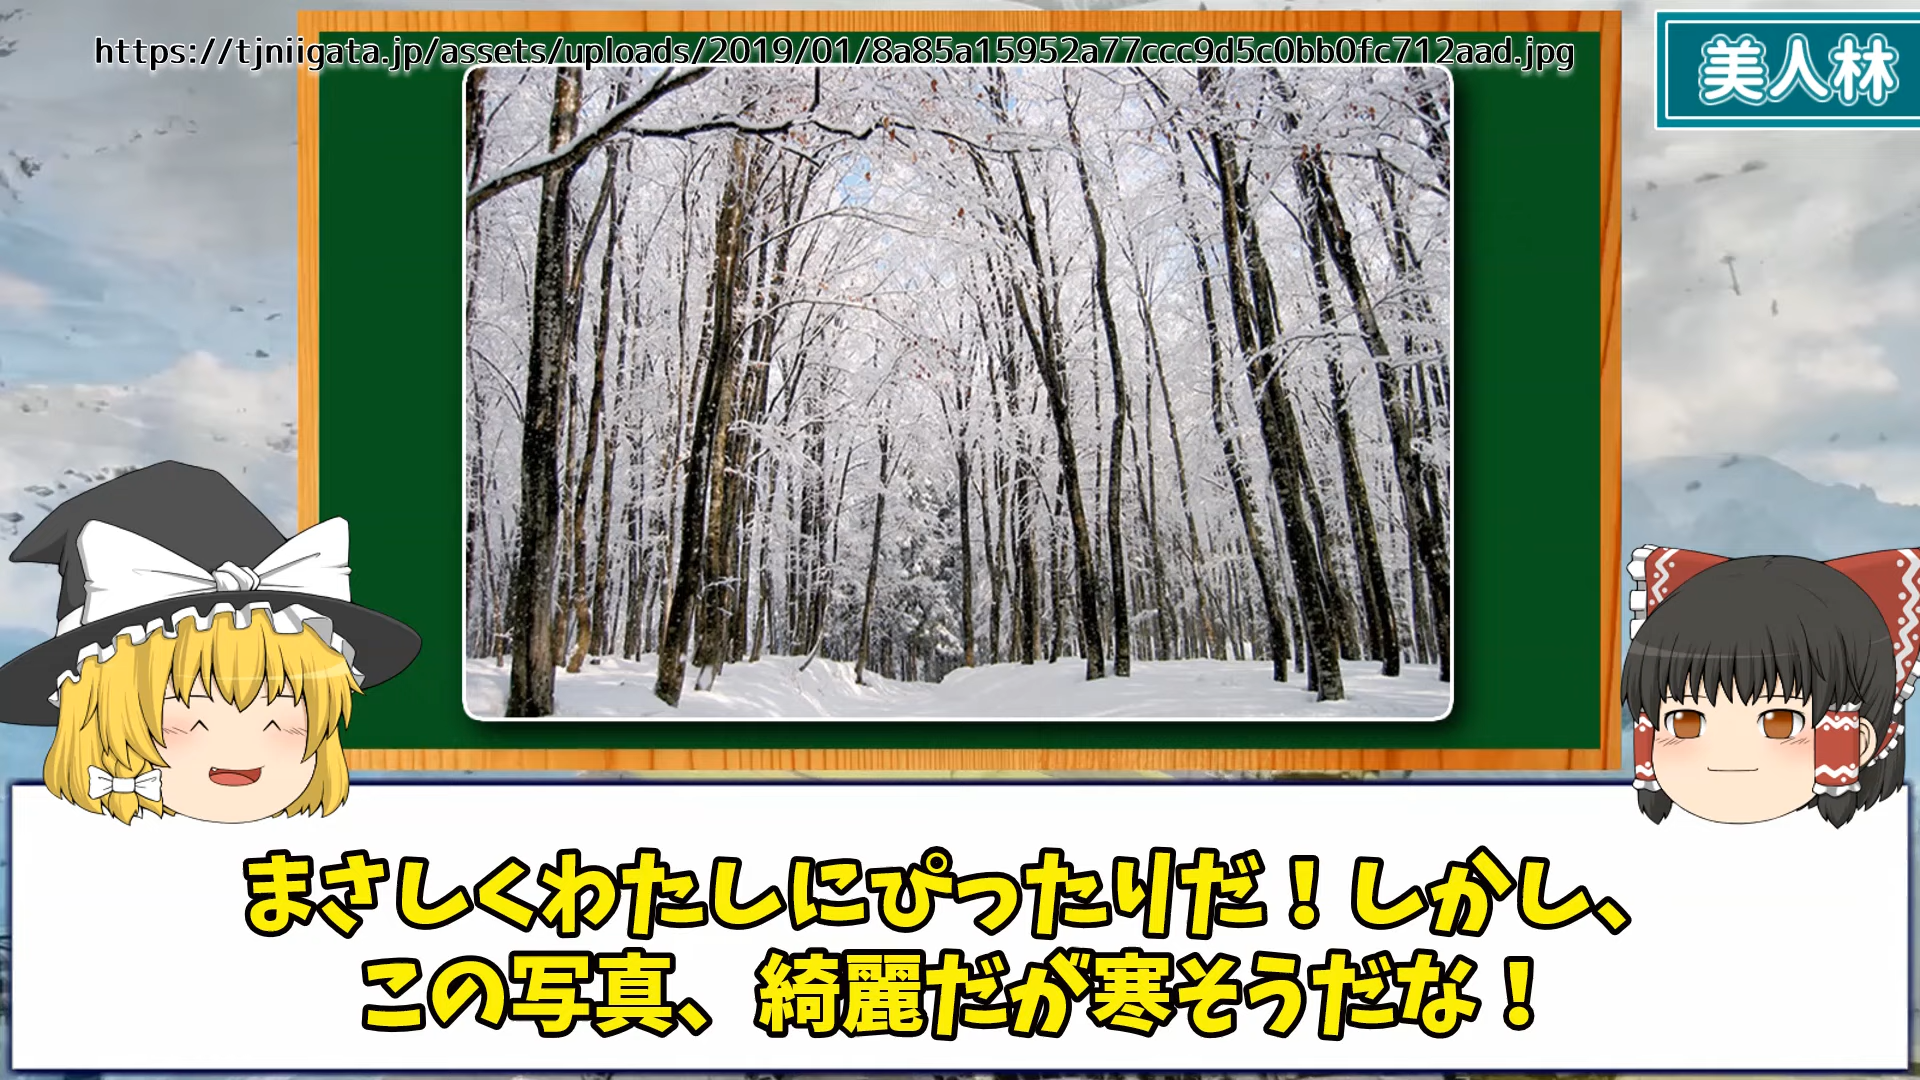 https://tjniigata.jp/assets/uploads/2019/01/8a85a15952a77ccc9d5c0bb0fc712aad.jpg
美人林
まさしくわたしにぴったりだ！しかし、
この写真、綺麗だが寒そうだな！